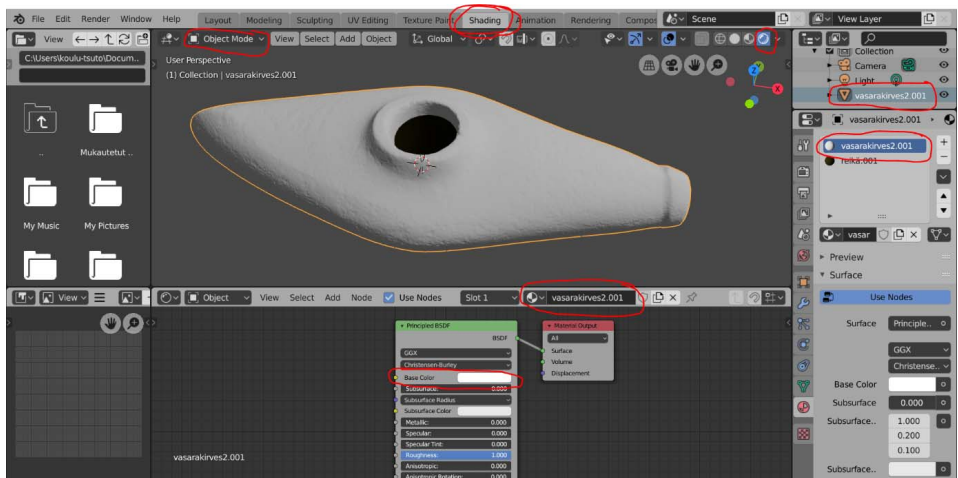 File Edit Render Window Help Layout Modeling Sculpting UV Editing Texture Paint Shading Animation Rendering Compos Scene View Layer
View Object Mode View Select Add Object Global
C:\Users\koulu-tsuto\Docum..
User Perspective
(1) Collection | vasarakirves2.001
Collection
Camera
Light
vasarakirves2.001
Z
X
vasarakirves2.001
vasarakirves2.001
reikä.001
..
Mukautetut ..
My Music
My Pictures
vasar
Preview
Surface
View Object View Select Add Node Use Nodes Slot 1 vasarakirves2.001
Use Nodes
Surface Principle..
GGX
Christense..
Base Color
Subsurface 0.000
Subsurface.. 1.000
0.200
0.100
Subsurface..
Principled BSDF
BSDF
GGX
Christensen-Burley
Base Color
Subsurface: 0.000
Subsurface Radius
Subsurface Color
Metallic: 0.000
Specular: 0.000
Specular Tint: 0.000
Roughness: 1.000
Anisotropic: 0.000
Anisotropic Rotation: 0.000
Material Output
All
Surface
Volume
Displacement
vasarakirves2.001